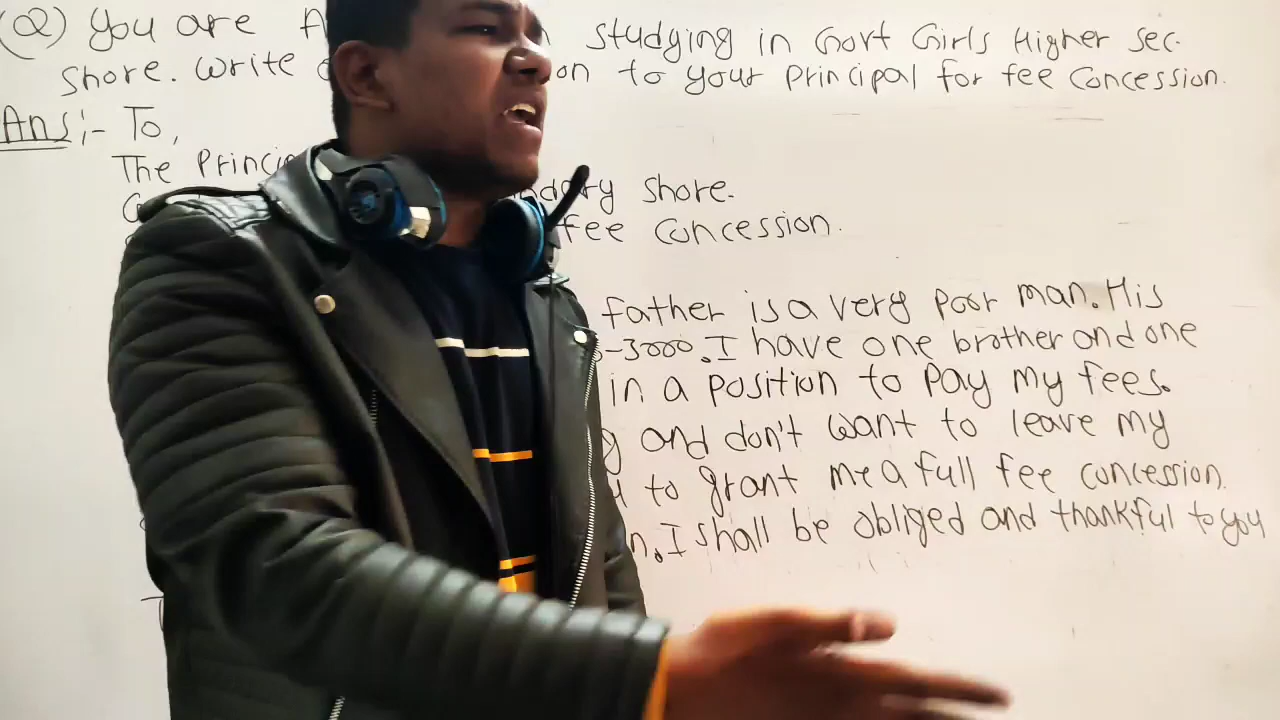 (Q) You are studying in Govt Girls Higher sec.
shore. write on to your principal for fee concession.
Ans:- To,
The Princi
ndary shore.
fee concession.
father is a very poor man. His
0-3000. I have one brother and one
in a position to pay my fees.
g and don't want to leave my
u to grant me a full fee concession.
n. I shall be obliged and thankful to you